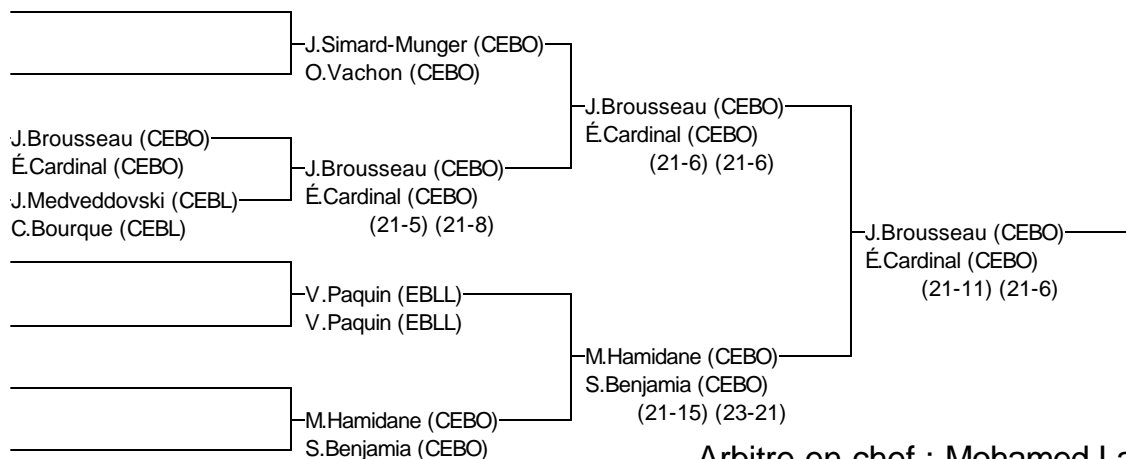 J.Simard-Munger (CEBO)
O.Vachon (CEBO)
J.Brousseau (CEBO)
É.Cardinal (CEBO)
(21-6) (21-6)
J.Brousseau (CEBO)
É.Cardinal (CEBO)
J.Brousseau (CEBO)
É.Cardinal (CEBO)
(21-5) (21-8)
J.Medveddovski (CEBL)
C.Bourque (CEBL)
J.Brousseau (CEBO)
É.Cardinal (CEBO)
(21-11) (21-6)
V.Paquin (EBLL)
V.Paquin (EBLL)
M.Hamidane (CEBO)
S.Benjamia (CEBO)
(21-15) (23-21)
M.Hamidane (CEBO)
S.Benjamia (CEBO)
Arbitre en chef : Mohamed La